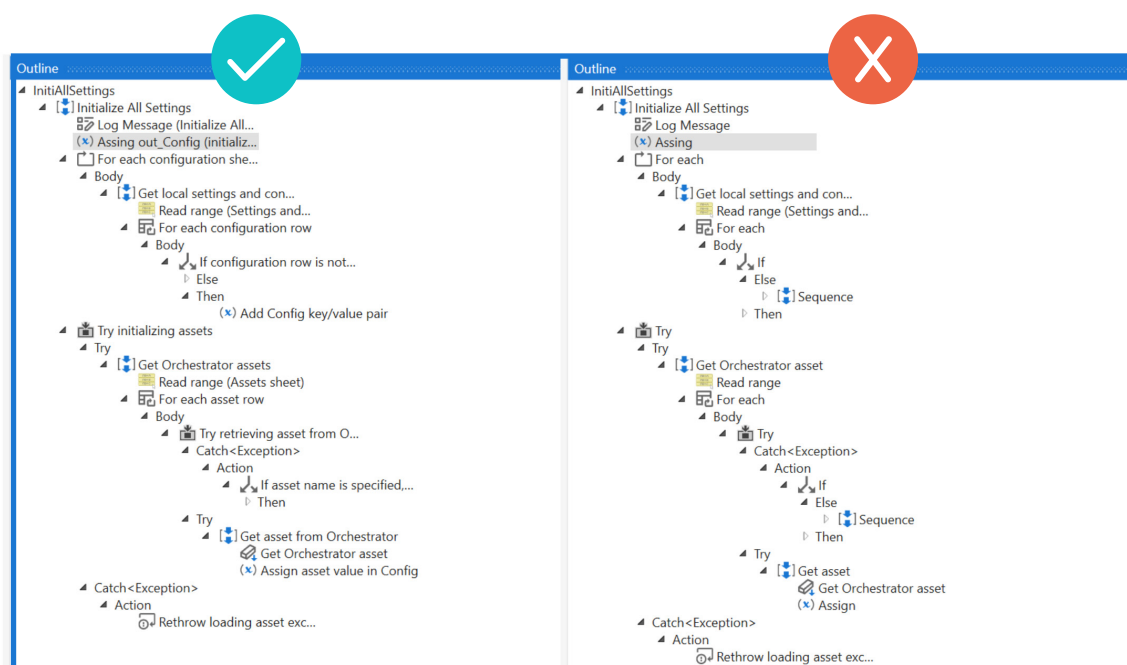 Outline
InitiAllSettings
Initialize All Settings
Log Message (Initialize All...
(x) Assing out_Config (initializ...
For each configuration she...
Body
Get local settings and con...
Read range (Settings and...
For each configuration row
Body
If configuration row is not...
Else
Then
(x) Add Config key/value pair
Try initializing assets
Try
Get Orchestrator assets
Read range (Assets sheet)
For each asset row
Body
Try retrieving asset from O...
Catch<Exception>
Action
If asset name is specified,...
Then
Try
Get asset from Orchestrator
Get Orchestrator asset
(x) Assign asset value in Config
Catch<Exception>
Action
Rethrow loading asset exc...
Outline
InitiAllSettings
Initialize All Settings
Log Message
(x) Assing
For each
Body
Get local settings and con...
Read range (Settings and...
For each
Body
If
Else
Sequence
Then
Try
Try
Get Orchestrator asset
Read range
For each
Body
Try
Catch<Exception>
Action
If
Else
Sequence
Then
Try
Get asset
Get Orchestrator asset
(x) Assign
Catch<Exception>
Action
Rethrow loading asset exc...